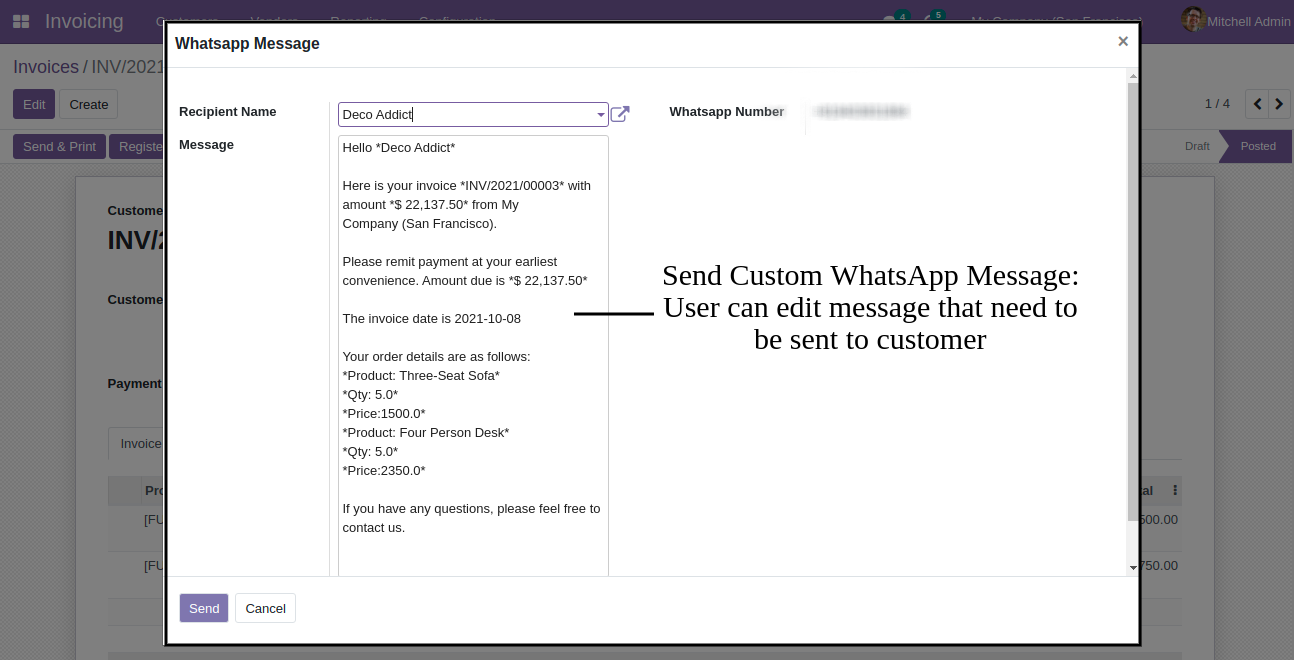 Invoicing
4
5
Mitchell Admin
Whatsapp Message
×
Invoices / INV/2021
Edit
Create
1 / 4
Recipient Name
Deco Addict
Whatsapp Number
Send & Print
Registe
Draft
Posted
Message
Hello *Deco Addict*
Here is your invoice *INV/2021/00003* with
amount *$ 22,137.50* from My
Company (San Francisco).
Please remit payment at your earliest
convenience. Amount due is *$ 22,137.50*
The invoice date is 2021-10-08
Your order details are as follows:
*Product: Three-Seat Sofa*
*Qty: 5.0*
*Price:1500.0*
*Product: Four Person Desk*
*Qty: 5.0*
*Price:2350.0*
If you have any questions, please feel free to
contact us.
Send Custom WhatsApp Message:
User can edit message that need to
be sent to customer
Custome
INV/2
Custome
Payment
Invoice
Pro
tal
[FU
500.00
[FU
750.00
Send
Cancel